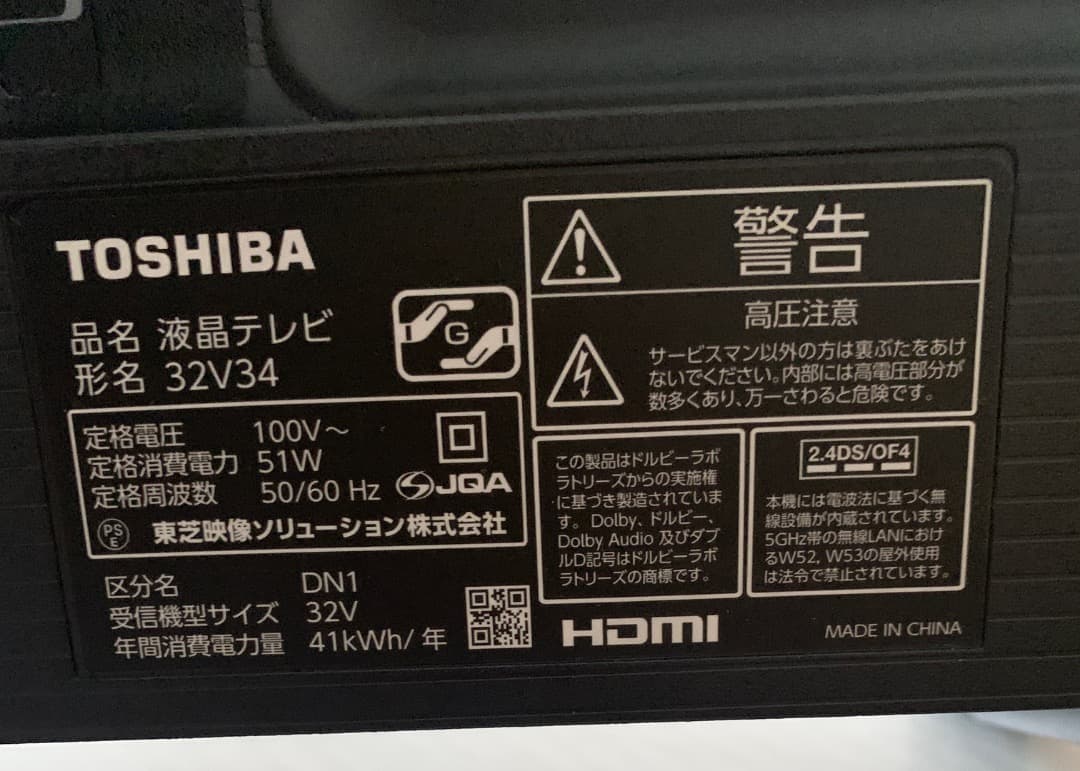 TOSHIBA
品名 液晶テレビ
形名 32V34
G
定格電圧 100V～
定格消費電力 51W
定格周波数 50/60 Hz
JQA
PS
E
東芝映像ソリューション株式会社
区分名 DN1
受信機型サイズ 32V
年間消費電力量 41kWh/年
警告
高圧注意
サービスマン以外の方は裏ぶたをあけ
ないでください。内部には高電圧部分が
数多くあり、万一さわると危険です。
この製品はドルビーラボ
ラトリーズからの実施権
に基づき製造されていま
す。Dolby、ドルビー、
Dolby Audio 及びダブ
ルD記号はドルビーラボ
ラトリーズの商標です。
2.4DS/OF4
本機には電波法に基づく無
線設備が内蔵されています。
5GHz帯の無線LANにおけ
るW52, W53の屋外使用
は法令で禁止されています。
HDMI
MADE IN CHINA